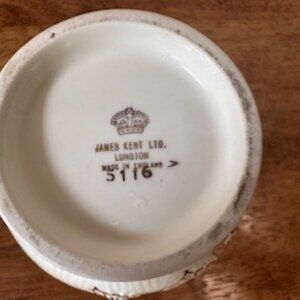 JAMES KENT LTD.
LONGTON
MADE IN ENGLAND
5116